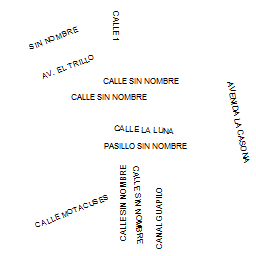 CALLE 1
SIN NOMBRE
AV. EL TRILLO
CALLE SIN NOMBRE
CALLE SIN NOMBRE
AVENIDA LA CASONA
CALLE LA LUNA
PASILLO SIN NOMBRE
CALLE SIN NOMBRE
CALLE SIN NOMBRE
CANAL GUAPILO
CALLE MOTACUSES